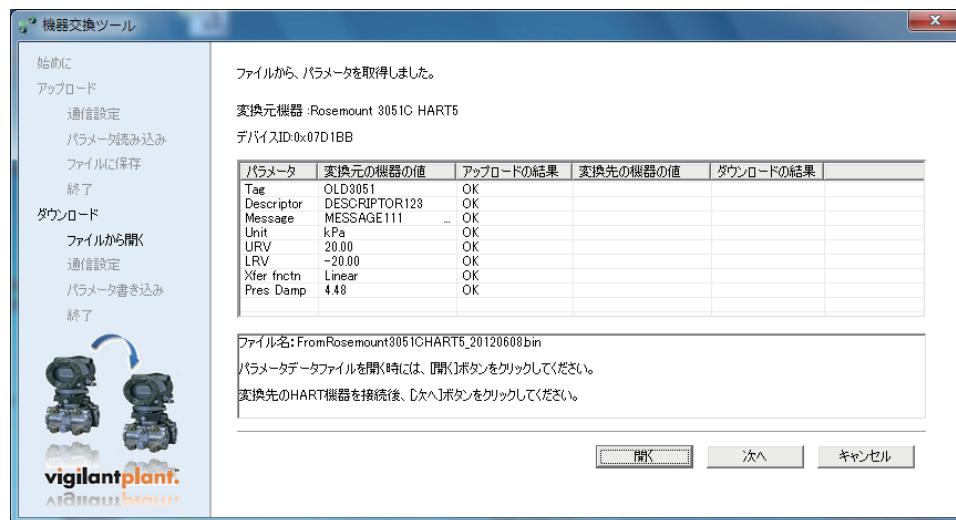 機器交換ツール
始めに
アップロード
通信設定
パラメータ読み込み
ファイルに保存
終了
ダウンロード
ファイルから開く
通信設定
パラメータ書き込み
終了
vigilantplant.
ファイルから、パラメータを取得しました。
変換元機器 :Rosemount 3051C HART5
デバイスID:0x07D1BB
パラメータ 変換元の機器の値 アップロードの結果 変換先の機器の値 ダウンロードの結果
Tag OLD3051 OK
Descriptor DESCRIPTOR123 OK
Message MESSAGE111 ... OK
Unit kPa OK
URV 20.00 OK
LRV -20.00 OK
Xfer fnctn Linear OK
Pres Damp 4.48 OK
ファイル名: FromRosemount3051CHART5_20120608.bin
パラメータデータファイルを開く時には、[開く]ボタンをクリックしてください。
変換先のHART機器を接続後、[次へ]ボタンをクリックしてください。
開く 次へ キャンセル